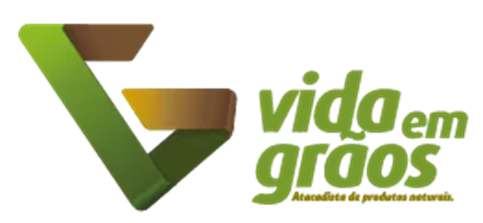 vida em
grãos
Atacadista de produtos naturais.